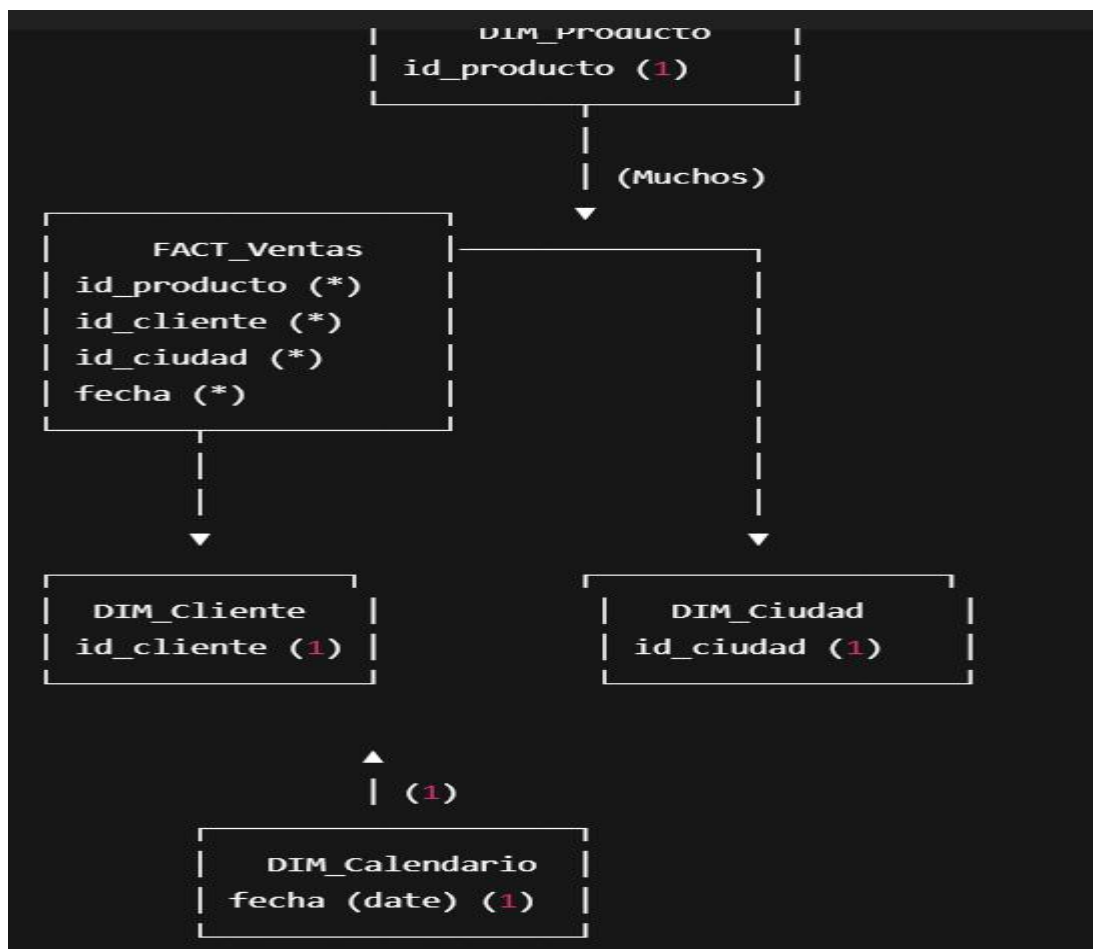 DIM_Producto
id_producto (1)
(Muchos)
FACT_Ventas
id_producto (*)
id_cliente (*)
id_ciudad (*)
fecha (*)
DIM_Cliente
id_cliente (1)
DIM_Ciudad
id_ciudad (1)
(1)
DIM_Calendario
fecha (date) (1)